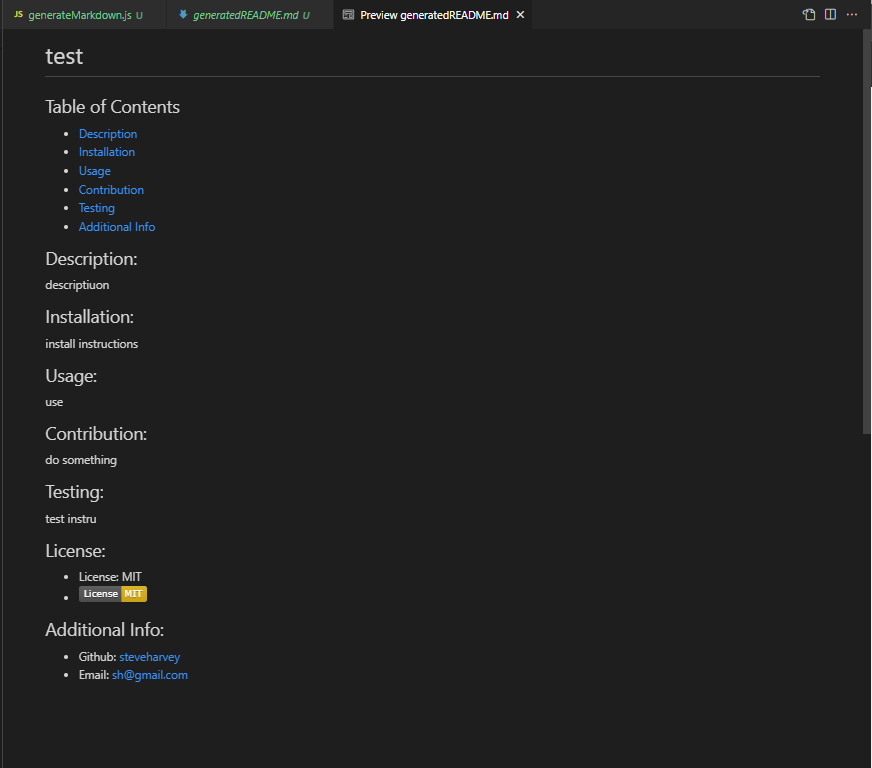 JS generateMarkdown.js U generatedREADME.md U Preview generatedREADME.md
test
Table of Contents
Description
Installation
Usage
Contribution
Testing
Additional Info
Description:
descriptiuon
Installation:
install instructions
Usage:
use
Contribution:
do something
Testing:
test instru
License:
License: MIT
License MIT
Additional Info:
Github: steveharvey
Email: sh@gmail.com